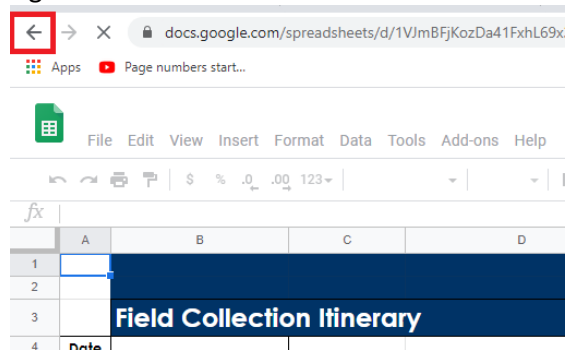 docs.google.com/spreadsheets/d/1VJmBFjKozDa41FxhL69x
Apps Page numbers start...
File Edit View Insert Format Data Tools Add-ons Help
$ % .0 .00 123
fx
A B C D
1
2
3 Field Collection Itinerary
4 Date